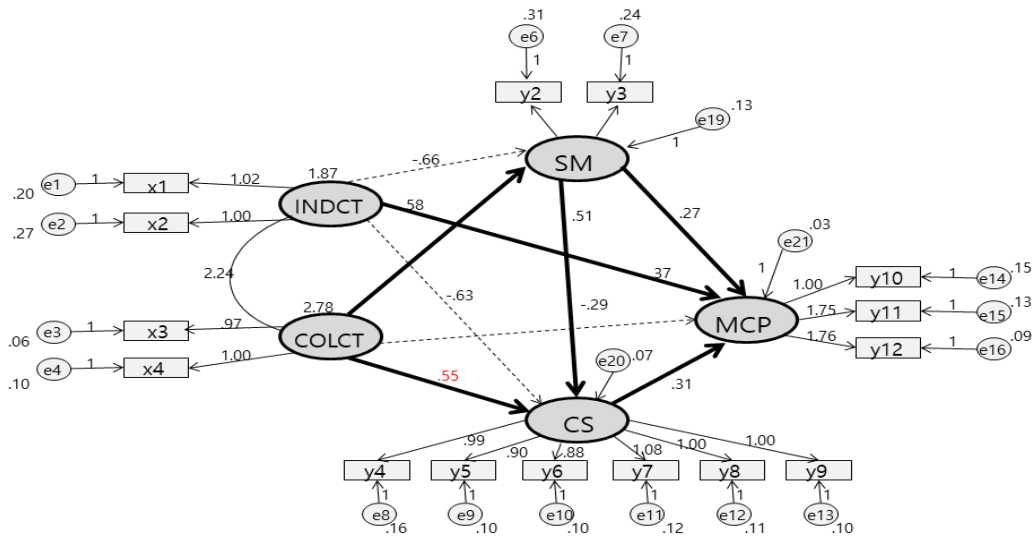 .31 .24
e6 e7
1 1
y2 y3
.13
e19
1
SM
-.66
1.87
.20 e1 1 x1 1.02
INDCT
.27 e2 1 x2 1.00
.58 .51 .27
2.24
.37
.03
e21
1
1.00 y10 1 e14 .15
-.63 -.29
2.78
.06 e3 1 x3 .97
COLCT
MCP
1.75 y11 1 e15 .13
1.76 y12 1 e16 .09
.10 e4 1 x4 1.00
.55
e20 .07
.31
CS
.99 .90 .88 1.08 1.00 1.00
y4 y5 y6 y7 y8 y9
1 1 1 1 1 1
e8 e9 e10 e11 e12 e13
.16 .10 .10 .12 .11 .10